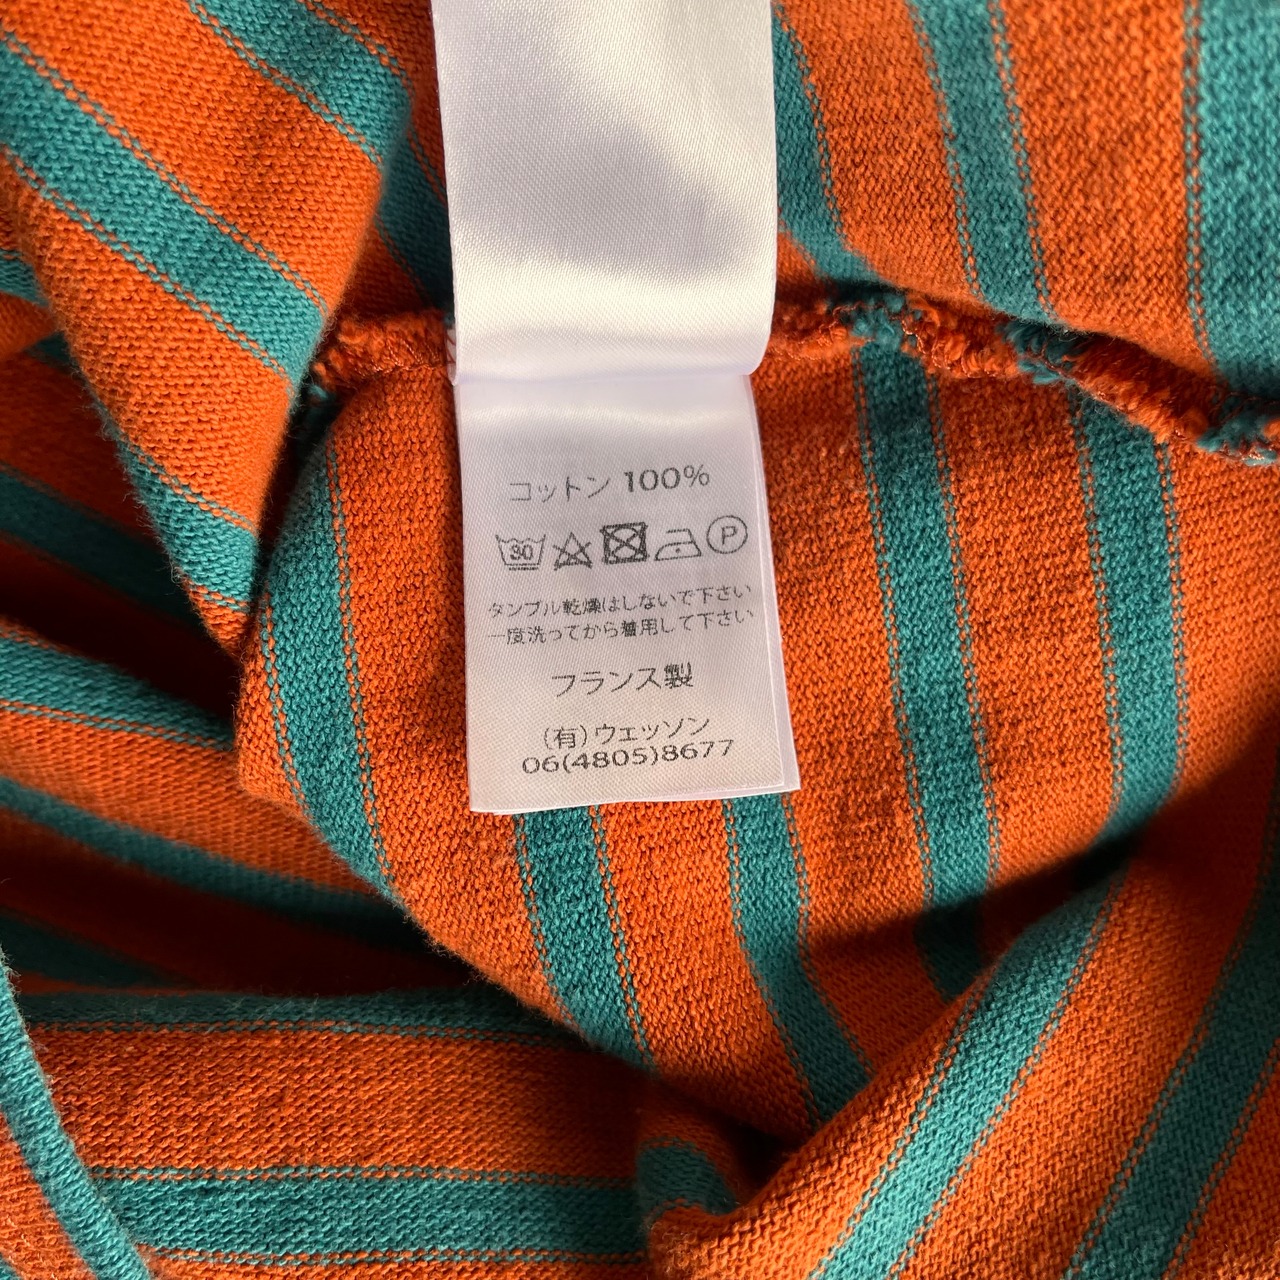 コットン 100%
30 P
タンブル乾燥はしないで下さい
一度洗ってから着用して下さい
フランス製
(有)ウェッソン
06(4805)8677